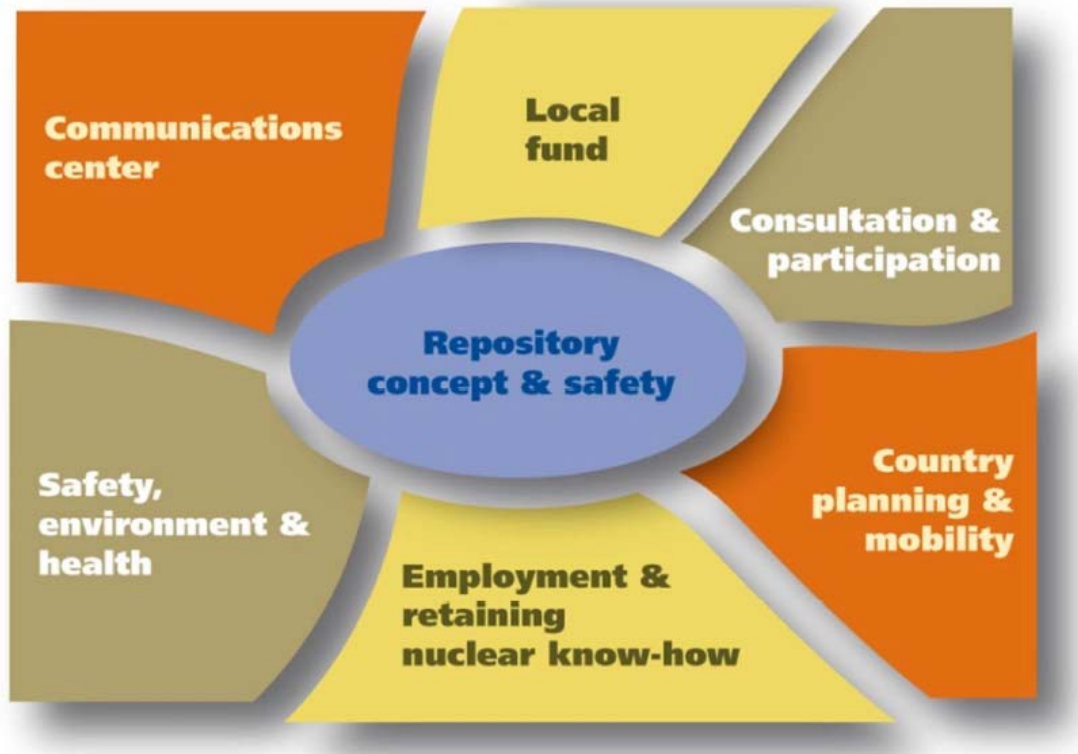 Communications
center
Local
fund
Consultation &
participation
Repository
concept & safety
Safety,
environment &
health
Country
planning &
mobility
Employment &
retaining
nuclear know-how